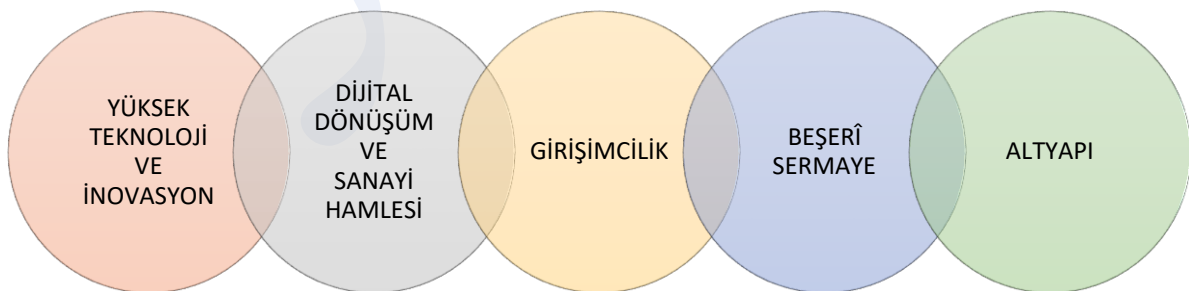 YÜKSEK
TEKNOLOJİ
VE
İNOVASYON
DİJİTAL
DÖNÜŞÜM
VE
SANAYİ
HAMLESİ
GİRİŞİMCİLİK
BEŞERÎ
SERMAYE
ALTYAPI